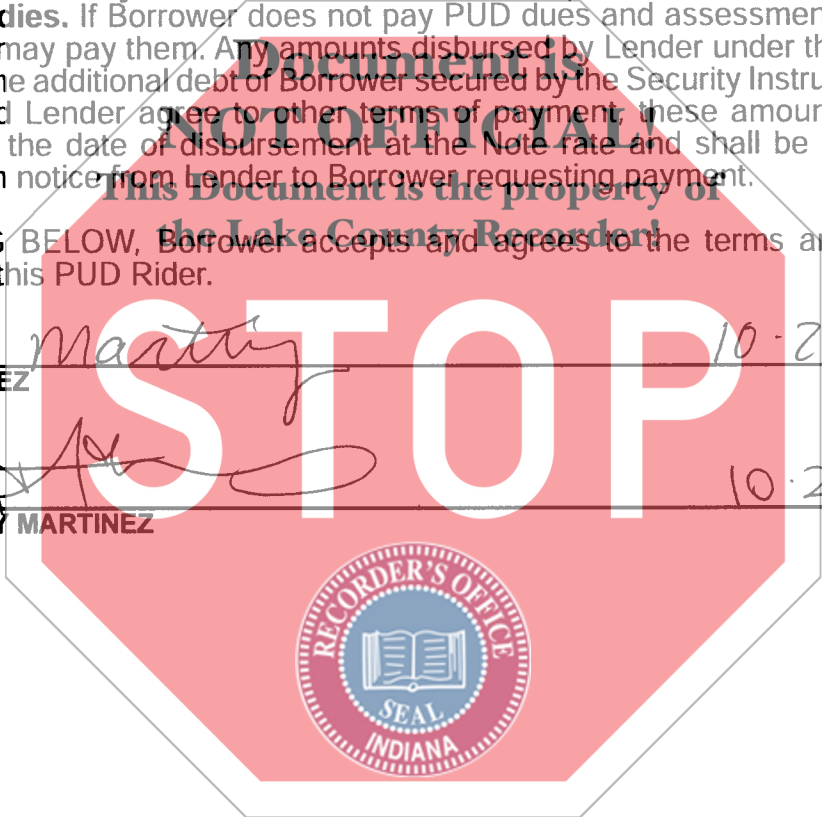 dies. If Borrower does not pay PUD dues and assessmen
may pay them. Any amounts disbursed by Lender under th
e additional debt of Borrower secured by the Security Instru
d Lender agree to other terms of payment, these amour
the date of disbursement at the Note rate and shall be
notice from Lender to Borrower requesting payment.
Document is
NOT OFFICIAL!
This Document is the property of
the Lake County Recorder!
BELOW, Borrower accepts and agrees to the terms a
this PUD Rider.
STOP
10-2
EZ
10-2
Y MARTINEZ
RECORDER'S OFFICE
SEAL
INDIANA